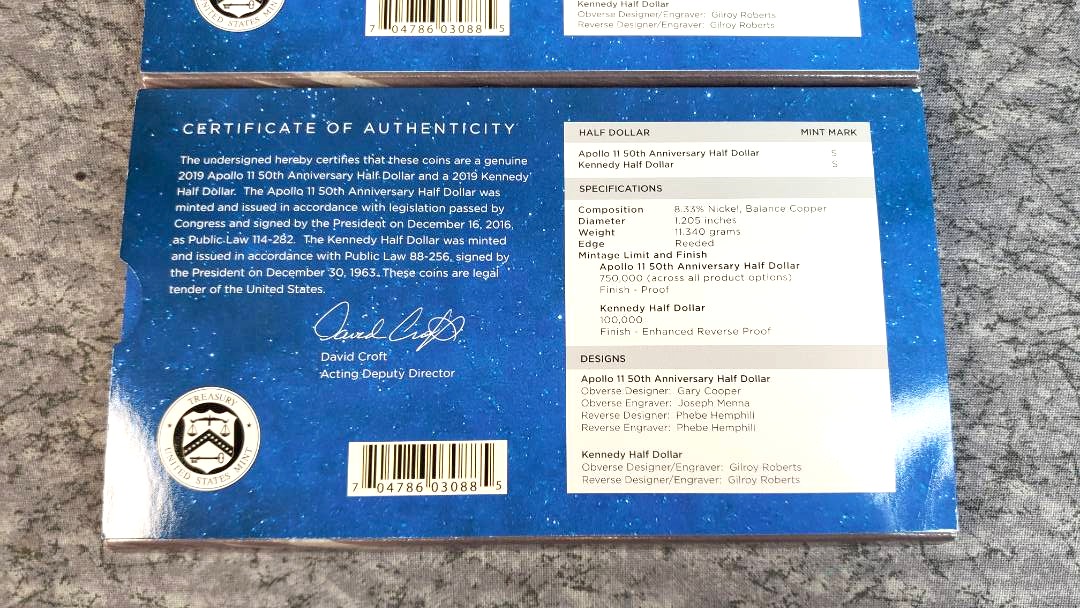 UNITED STATES MINT
7 04786 03088 5
Kennedy Half Dollar
Obverse Designer/Engraver: Gilroy Roberts
Reverse Designer/Engraver: Gilroy Roberts
CERTIFICATE OF AUTHENTICITY
The undersigned hereby certifies that these coins are a genuine
2019 Apollo 11 50th Anniversary Half Dollar and a 2019 Kennedy
Half Dollar. The Apollo 11 50th Anniversary Half Dollar was
minted and issued in accordance with legislation passed by
Congress and signed by the President on December 16, 2016,
as Public Law 114-282. The Kennedy Half Dollar was minted
and issued in accordance with Public Law 88-256, signed by
the President on December 30, 1963. These coins are legal
tender of the United States.
David Croft
David Croft
Acting Deputy Director
TREASURY
UNITED STATES MINT
7 04786 03088 5
HALF DOLLAR MINT MARK
Apollo 11 50th Anniversary Half Dollar S
Kennedy Half Dollar S
SPECIFICATIONS
Composition 8.33% Nickel, Balance Copper
Diameter 1.205 inches
Weight 11.340 grams
Edge Reeded
Mintage Limit and Finish
Apollo 11 50th Anniversary Half Dollar
750,000 (across all product options)
Finish - Proof
Kennedy Half Dollar
100,000
Finish - Enhanced Reverse Proof
DESIGNS
Apollo 11 50th Anniversary Half Dollar
Obverse Designer: Gary Cooper
Obverse Engraver: Joseph Menna
Reverse Designer: Phebe Hemphill
Reverse Engraver: Phebe Hemphill
Kennedy Half Dollar
Obverse Designer/Engraver: Gilroy Roberts
Reverse Designer/Engraver: Gilroy Roberts